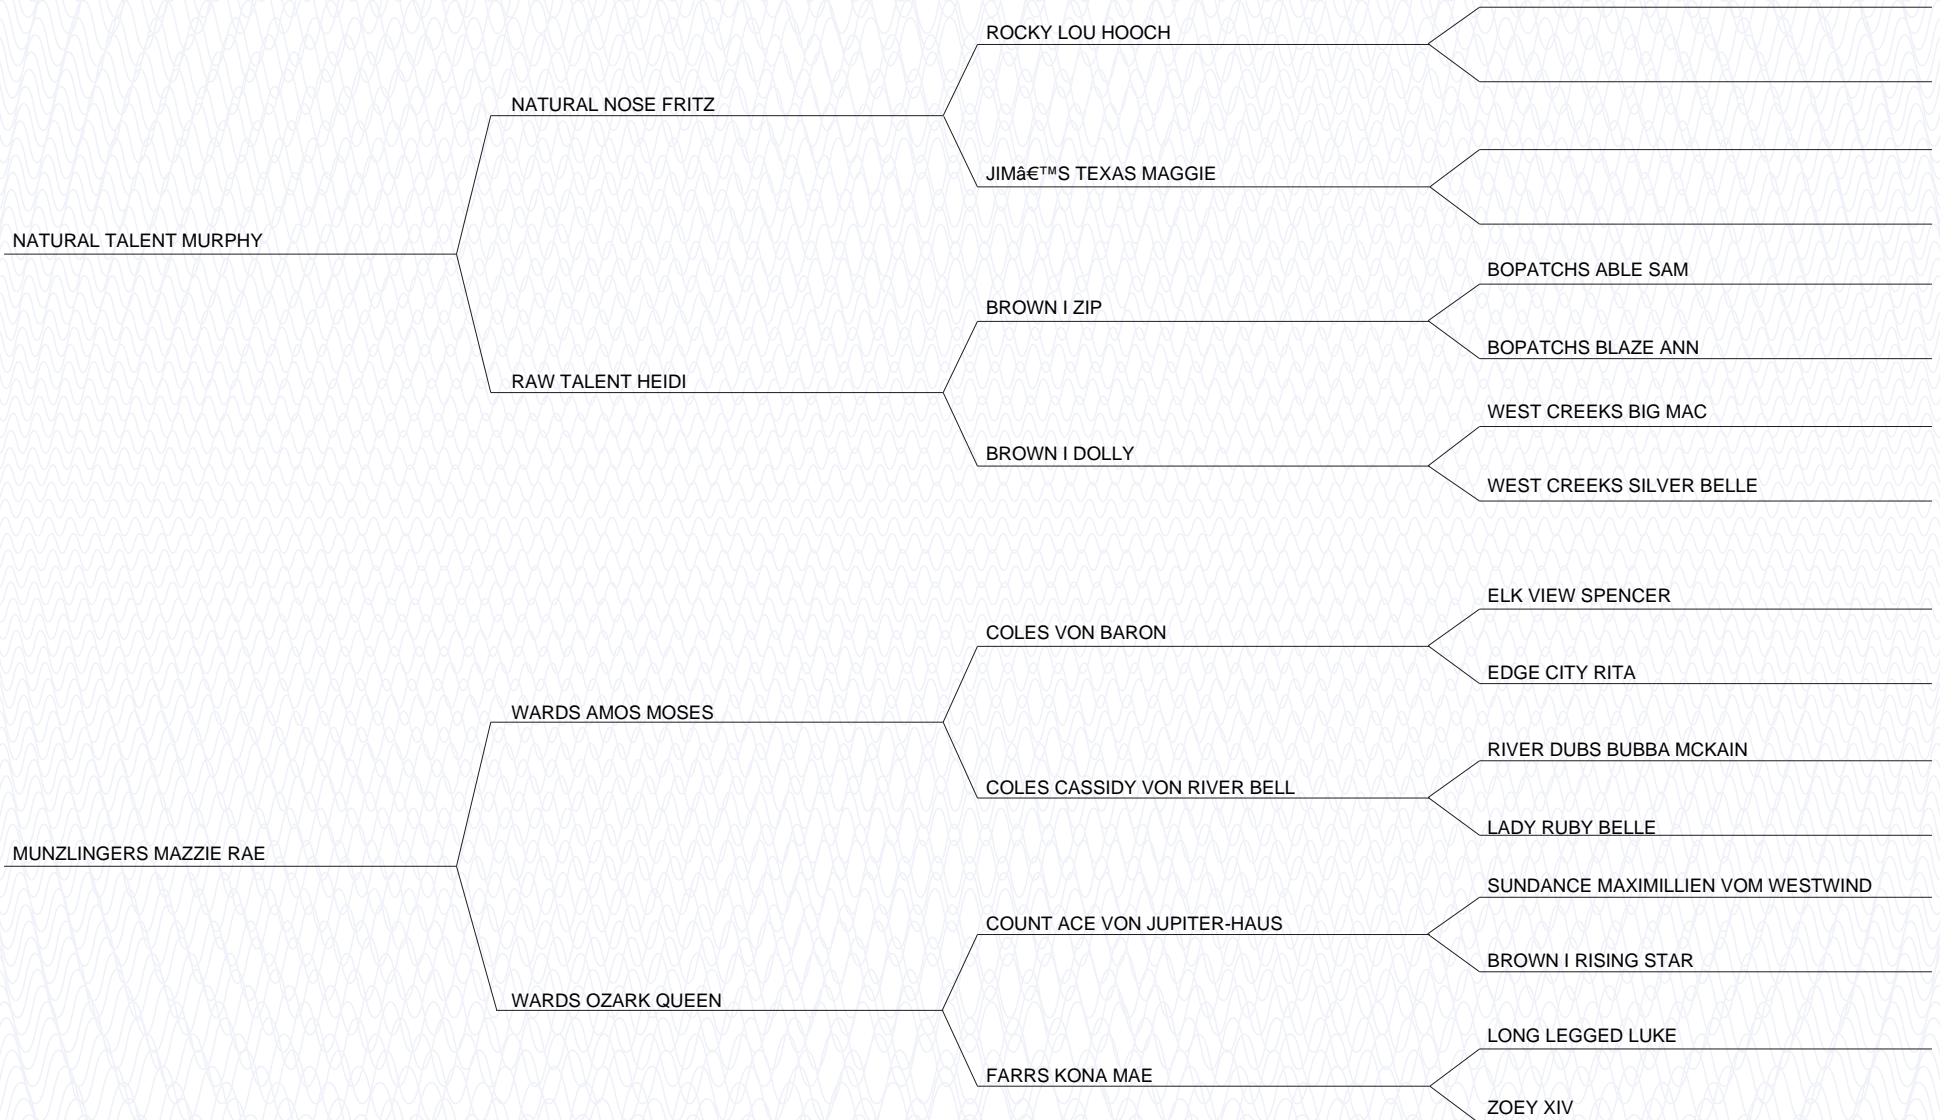 ROCKY LOU HOOCH
NATURAL NOSE FRITZ
JIMâ€™S TEXAS MAGGIE
NATURAL TALENT MURPHY
BOPATCHS ABLE SAM
BROWN I ZIP
BOPATCHS BLAZE ANN
RAW TALENT HEIDI
WEST CREEKS BIG MAC
BROWN I DOLLY
WEST CREEKS SILVER BELLE
ELK VIEW SPENCER
COLES VON BARON
EDGE CITY RITA
WARDS AMOS MOSES
RIVER DUBS BUBBA MCKAIN
COLES CASSIDY VON RIVER BELL
LADY RUBY BELLE
MUNZLINGERS MAZZIE RAE
SUNDANCE MAXIMILLIEN VOM WESTWIND
COUNT ACE VON JUPITER-HAUS
BROWN I RISING STAR
WARDS OZARK QUEEN
LONG LEGGED LUKE
FARRS KONA MAE
ZOEY XIV